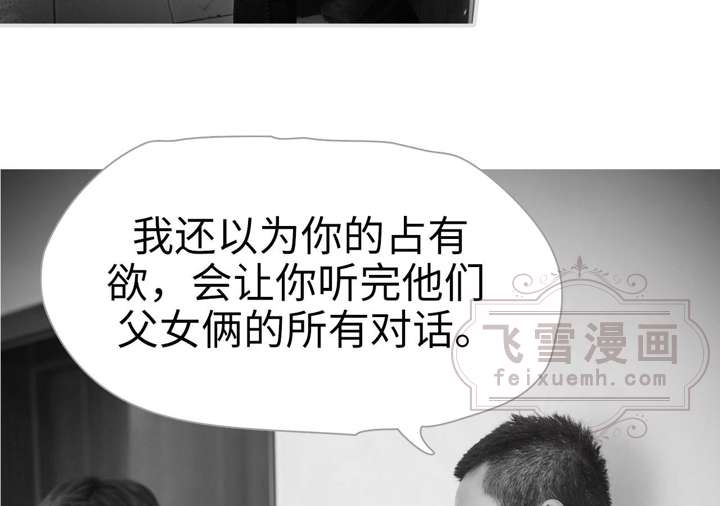 我还以为你的占有
欲，会让你听完他们
父女俩的所有对话。
飞雪漫画
feixuemh.com